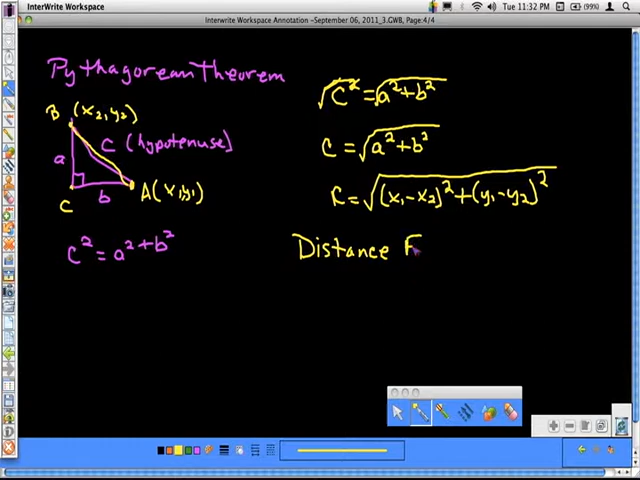 InterWrite Workspace
Tue 11:32 PM
(99%)
InterWrite Workspace Annotation -September 06, 2011_3.GWB, Page:4/4
Pythagorean Theorem
B (x₂,y₂)
C (hypotenuse)
a
b
C
A(x₁,y₁)
c² = a² + b²
√C² = √a² + b²
C = √a² + b²
C = √(x₁ - x₂)² + (y₁ - y₂)²
Distance F